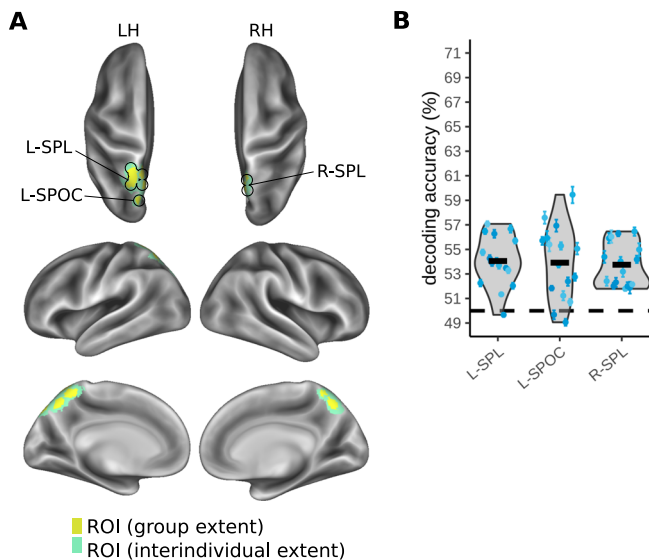 A
LH
RH
L-SPL
L-SPOC
R-SPL
ROI (group extent)
ROI (interindividual extent)
B
decoding accuracy (%)
71
69
67
65
63
61
59
57
55
53
51
49
L-SPL
L-SPOC
R-SPL